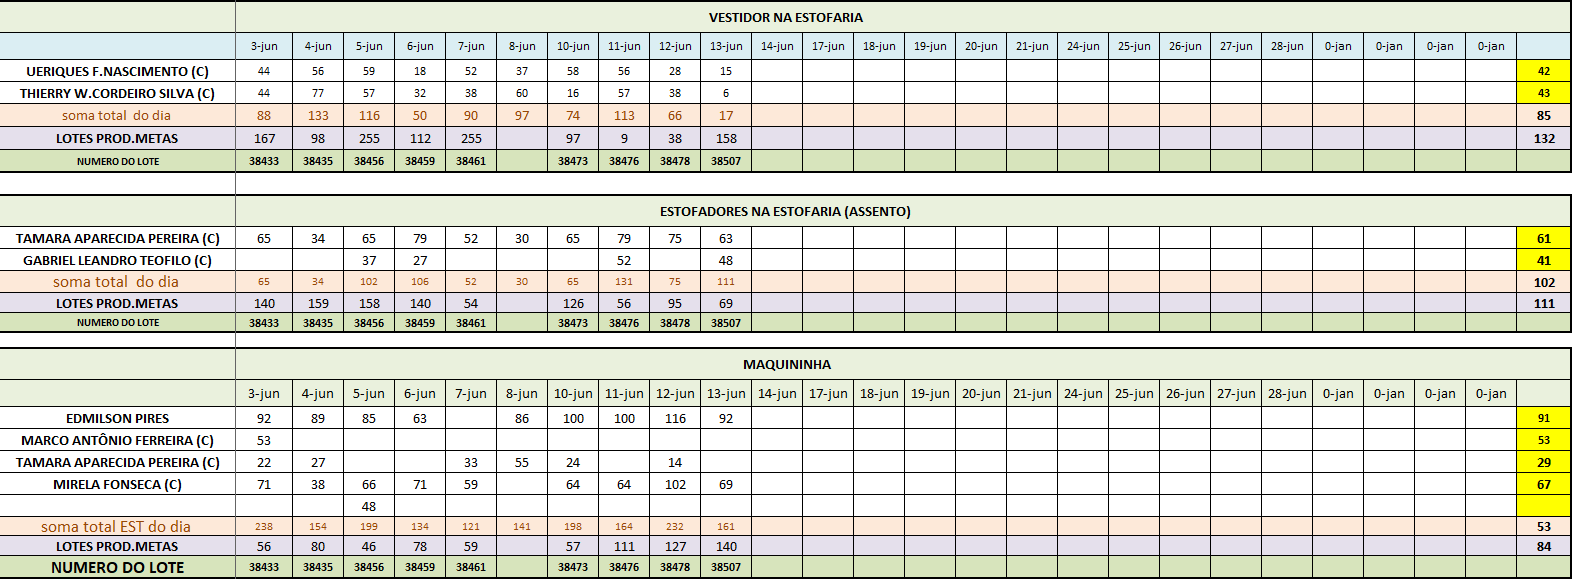 VESTIDOR NA ESTOFARIA
3-jun 4-jun 5-jun 6-jun 7-jun 8-jun 10-jun 11-jun 12-jun 13-jun 14-jun 17-jun 18-jun 19-jun 20-jun 21-jun 24-jun 25-jun 26-jun 27-jun 28-jun 0-jan 0-jan 0-jan 0-jan
UERIQUES F.NASCIMENTO (C) 44 56 59 18 52 37 58 56 28 15 42
THIERRY W.CORDEIRO SILVA (C) 44 77 57 32 38 60 16 57 38 6 43
soma total do dia 88 133 116 50 90 97 74 113 66 17 85
LOTES PROD.METAS 167 98 255 112 255 97 9 38 158 132
NUMERO DO LOTE 38433 38435 38456 38459 38461 38473 38476 38478 38507
ESTOFADORES NA ESTOFARIA (ASSENTO)
TAMARA APARECIDA PEREIRA (C) 65 34 65 79 52 30 65 79 75 63 61
GABRIEL LEANDRO TEOFILO (C) 37 27 52 48 41
soma total do dia 65 34 102 106 52 30 65 131 75 111 102
LOTES PROD.METAS 140 159 158 140 54 126 56 95 69 111
NUMERO DO LOTE 38433 38435 38456 38459 38461 38473 38476 38478 38507
MAQUININHA
3-jun 4-jun 5-jun 6-jun 7-jun 8-jun 10-jun 11-jun 12-jun 13-jun 14-jun 17-jun 18-jun 19-jun 20-jun 21-jun 24-jun 25-jun 26-jun 27-jun 28-jun 0-jan 0-jan 0-jan 0-jan
EDMILSON PIRES 92 89 85 63 86 100 100 116 92 91
MARCO ANTÔNIO FERREIRA (C) 53 53
TAMARA APARECIDA PEREIRA (C) 22 27 33 55 24 14 29
MIRELA FONSECA (C) 71 38 66 71 59 64 64 102 69 67
48
soma total EST do dia 238 154 199 134 121 141 198 164 232 161 53
LOTES PROD.METAS 56 80 46 78 59 57 111 127 140 84
NUMERO DO LOTE 38433 38435 38456 38459 38461 38473 38476 38478 38507